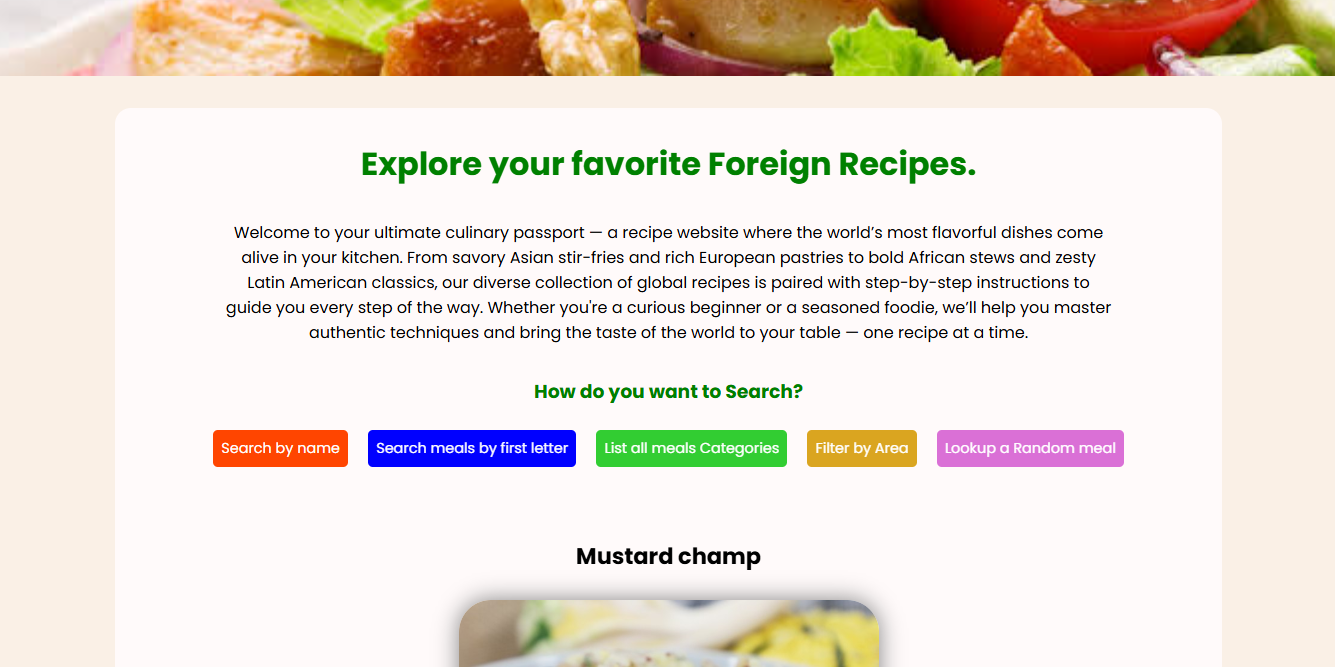 Explore your favorite Foreign Recipes.
Welcome to your ultimate culinary passport — a recipe website where the world’s most flavorful dishes come
alive in your kitchen. From savory Asian stir-fries and rich European pastries to bold African stews and zesty
Latin American classics, our diverse collection of global recipes is paired with step-by-step instructions to
guide you every step of the way. Whether you're a curious beginner or a seasoned foodie, we’ll help you master
authentic techniques and bring the taste of the world to your table — one recipe at a time.
How do you want to Search?
Search by name Search meals by first letter List all meals Categories Filter by Area Lookup a Random meal
Mustard champ